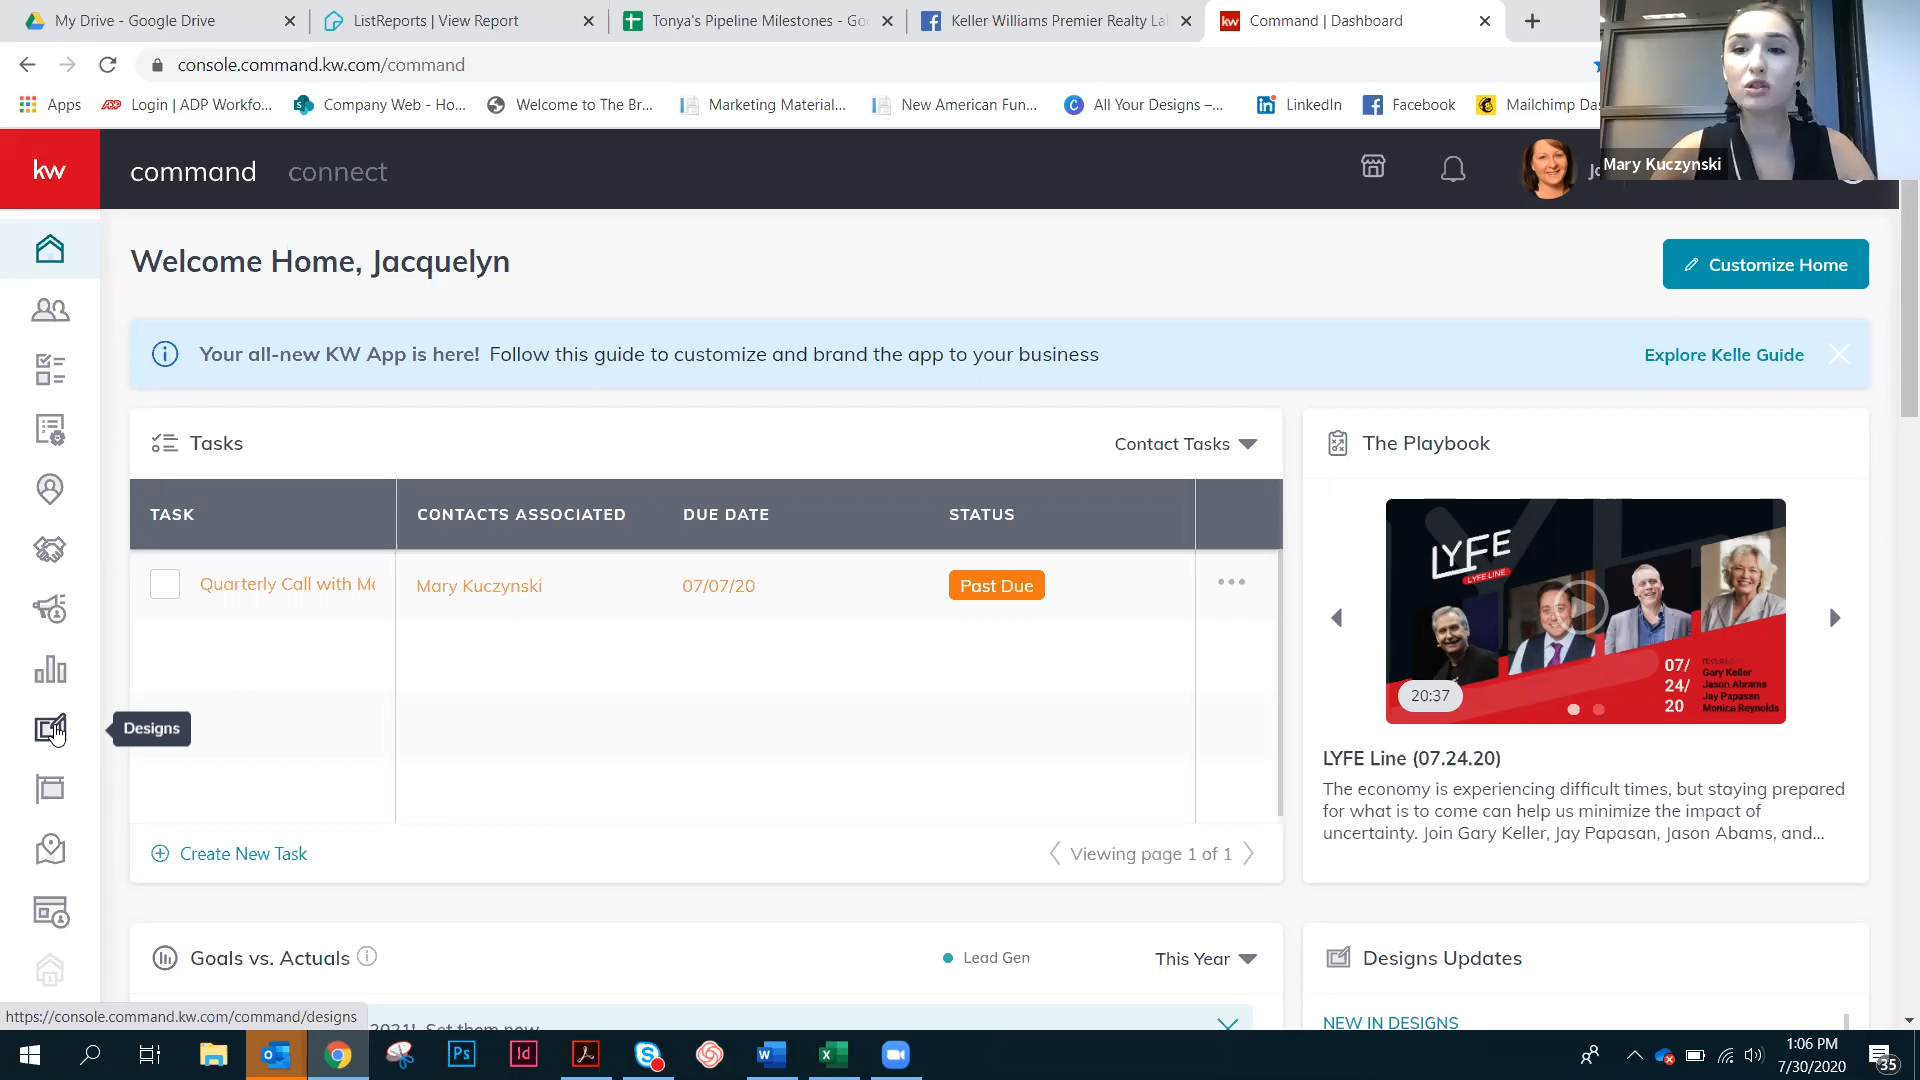 My Drive - Google Drive
ListReports | View Report
Tonya's Pipeline Milestones - Go
Keller Williams Premier Realty La
kw
Command | Dashboard
console.command.kw.com/command
Apps
Login | ADP Workfo...
Company Web - Ho...
Welcome to The Br...
Marketing Material...
New American Fun...
All Your Designs –...
LinkedIn
Facebook
Mailchimp Das
Mary Kuczynski
kw
command
connect
Welcome Home, Jacquelyn
Customize Home
Your all-new KW App is here! Follow this guide to customize and brand the app to your business
Explore Kelle Guide
Tasks
Contact Tasks
The Playbook
TASK
CONTACTS ASSOCIATED
DUE DATE
STATUS
Quarterly Call with Ma
Mary Kuczynski
07/07/20
Past Due
LYFE
LYFE LINE
07/
24/
20
Gary Keller
Jason Abrams
Jay Papasan
Monica Reynolds
20:37
Designs
LYFE Line (07.24.20)
The economy is experiencing difficult times, but staying prepared
for what is to come can help us minimize the impact of
uncertainty. Join Gary Keller, Jay Papasan, Jason Abams, and...
Create New Task
Viewing page 1 of 1
Goals vs. Actuals
Lead Gen
This Year
Designs Updates
https://console.command.kw.com/command/designs
2021! Set them now
NEW IN DESIGNS
Ps
Id
1:06 PM
7/30/2020
35